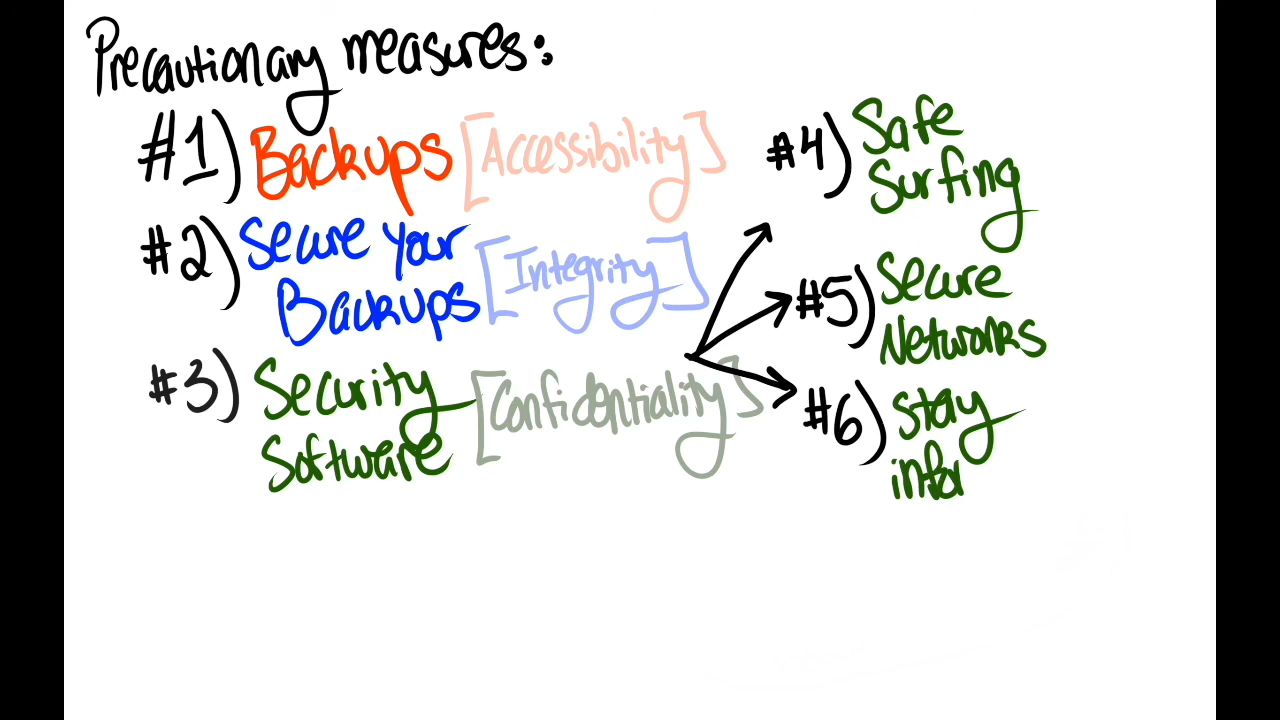 Precautionary measures:
#1) Backups [Accessibility]
#2) Secure your
Backups [Integrity]
#3) Security
Software [Confidentiality]
#4) Safe
Surfing
#5) Secure
Networks
#6) Stay
infor